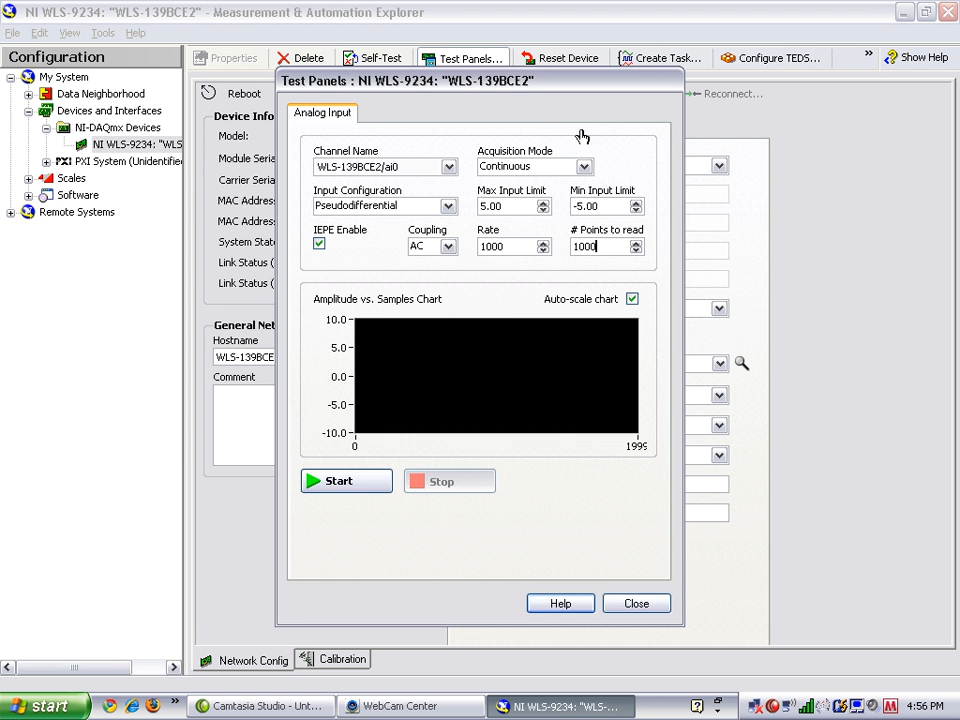 NI WLS-9234: "WLS-139BCE2" - Measurement & Automation Explorer
File Edit View Tools Help
Configuration
My System
Data Neighborhood
Devices and Interfaces
NI-DAQmx Devices
NI WLS-9234: "WLS
PXI PXI System (Unidentifie
Scales
Software
Remote Systems
Properties Delete Self-Test Test Panels... Reset Device Create Task... Configure TEDS... » Show Help
Reboot
Reconnect...
Device Info
Model:
Module Seria
Carrier Seria
MAC Addres
MAC Addres
System State
Link Status (
Link Status (
General Net
Hostname
WLS-139BCE
Comment
Test Panels : NI WLS-9234: "WLS-139BCE2"
Analog Input
Channel Name Acquisition Mode
WLS-139BCE2/ai0 Continuous
Input Configuration Max Input Limit Min Input Limit
Pseudodifferential 5.00 -5.00
IEPE Enable Coupling Rate # Points to read
AC 1000 1000
Amplitude vs. Samples Chart Auto-scale chart
10.0
5.0
0.0
-5.0
-10.0
0 1999
Start Stop
Help Close
Network Config Calibration
start » Camtasia Studio - Unt... WebCam Center NI WLS-9234: "WLS-... 4:56 PM